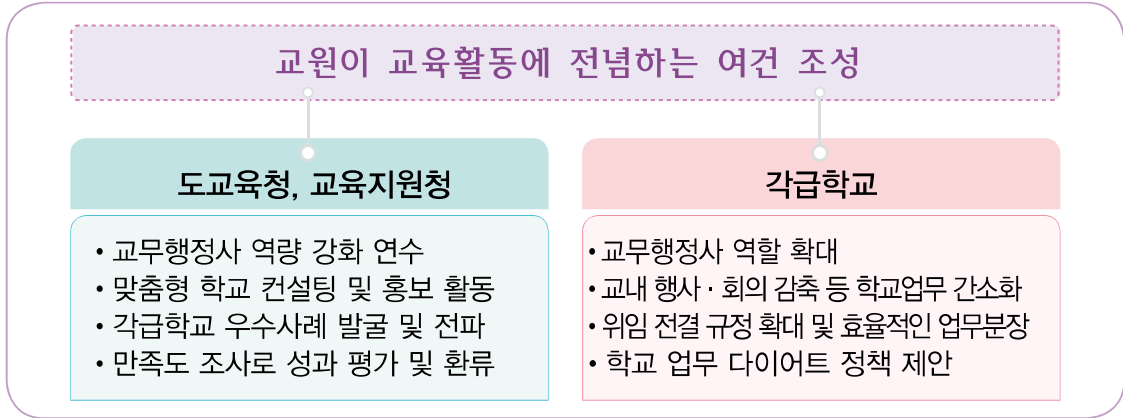 교원이 교육활동에 전념하는 여건 조성
도교육청, 교육지원청
• 교무행정사 역량 강화 연수
• 맞춤형 학교 컨설팅 및 홍보 활동
• 각급학교 우수사례 발굴 및 전파
• 만족도 조사로 성과 평가 및 환류
각급학교
• 교무행정사 역할 확대
• 교내 행사·회의 감축 등 학교업무 간소화
• 위임 전결 규정 확대 및 효율적인 업무분장
• 학교 업무 다이어트 정책 제안